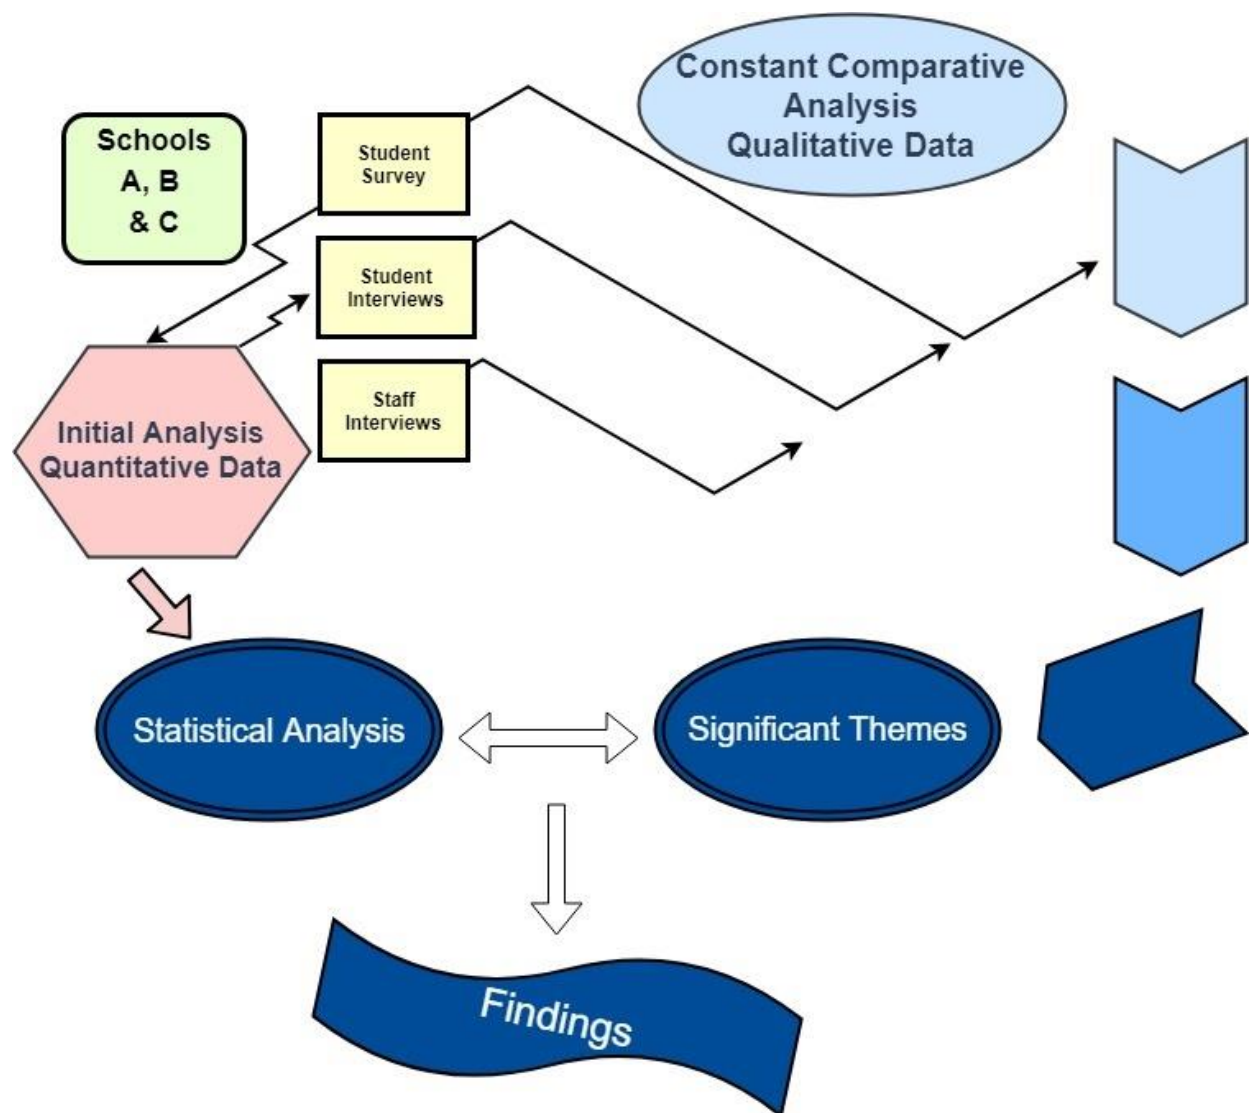 Constant Comparative
Analysis
Qualitative Data
Schools
A, B
& C
Student
Survey
Student
Interviews
Staff
Interviews
Initial Analysis
Quantitative Data
Statistical Analysis
Significant Themes
Findings